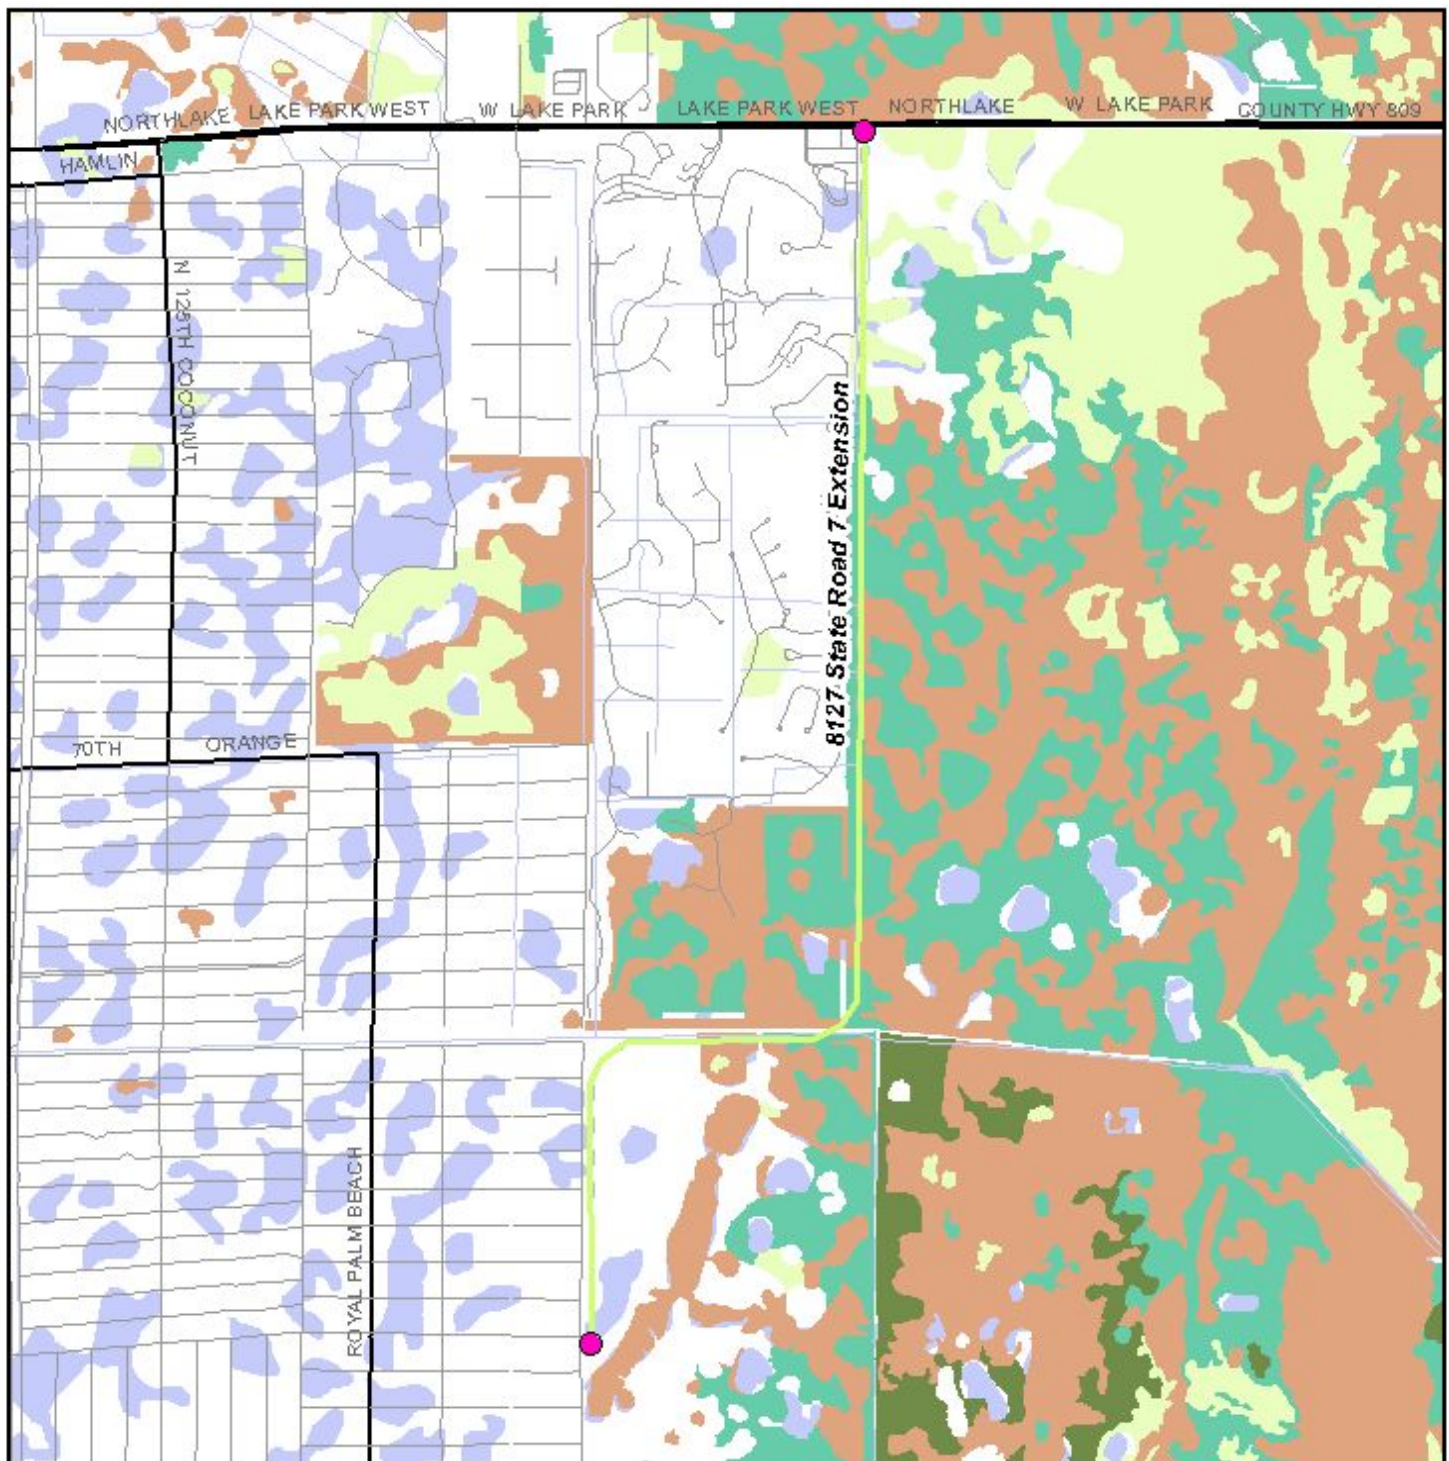 NORTHLAKE
LAKE PARK WEST
W LAKE PARK
LAKE PARK WEST
NORTHLAKE
W LAKE PARK
COUNTY HWY 809
HAMLIN
N 126TH COCONUT
8127 State Road 7 Extension
70TH
ORANGE
ROYAL PALM BEACH